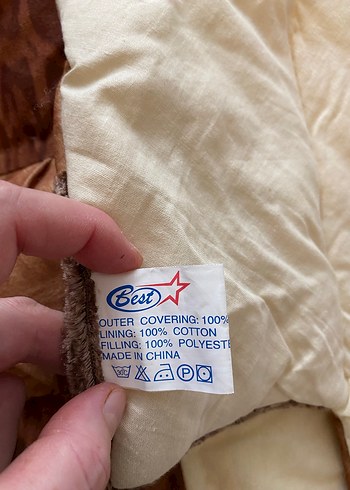 Best
OUTER COVERING: 100%
LINING: 100% COTTON
FILLING: 100% POLYESTE
MADE IN CHINA
P